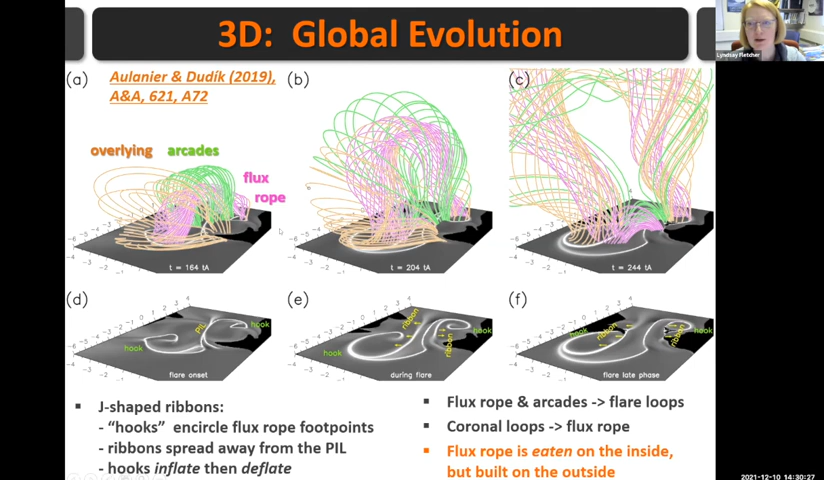 3D: Global Evolution
Lyndsay Fletcher
(a)
Aulanier & Dudík (2019),
A&A, 621, A72
(b)
(c)
overlying arcades
flux
rope
t = 164 tA
t = 204 tA
t = 244 tA
(d)
(e)
(f)
PIL
hook
hook
flare onset
ribbon
hook
ribbon
hook
during flare
hook
ribbon
hook
ribbon
flare late phase
▪ J-shaped ribbons:
- "hooks" encircle flux rope footpoints
- ribbons spread away from the PIL
- hooks inflate then deflate
▪ Flux rope & arcades -> flare loops
▪ Coronal loops -> flux rope
▪ Flux rope is eaten on the inside,
but built on the outside
2021-12-10 14:30:27